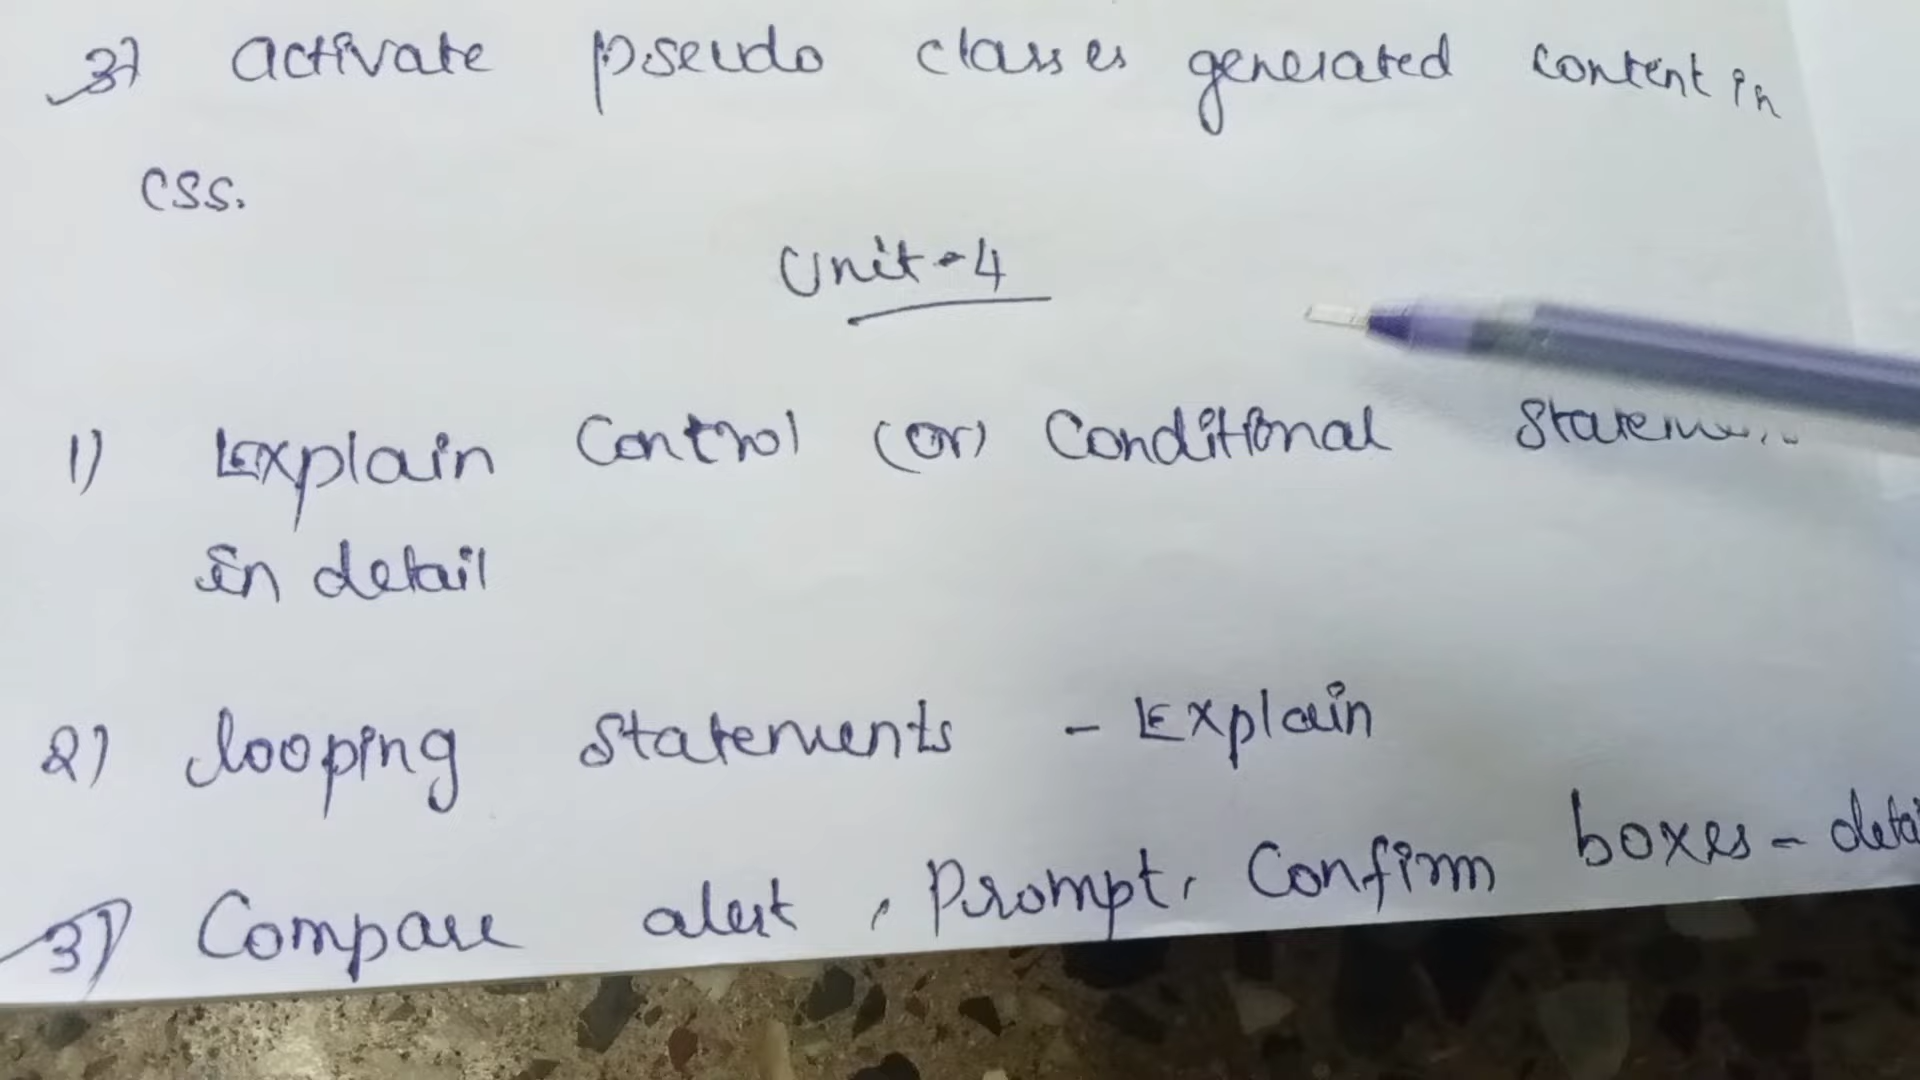 3) activate pseudo classes generated content in
CSS.
Unit-4
1) Explain Control (or) Conditional
in detail
2) looping statements - Explain
3) Compare alert, Prompt, Confirm boxes -